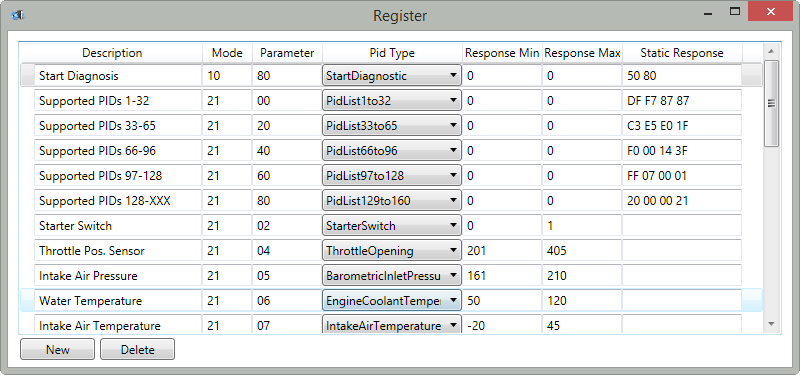 Register
Description Mode Parameter Pid Type Response Min Response Max Static Response
Start Diagnosis 10 80 StartDiagnostic 0 0 50 80
Supported PIDs 1-32 21 00 PidList1to32 0 0 DF F7 87 87
Supported PIDs 33-65 21 20 PidList33to65 0 0 C3 E5 E0 1F
Supported PIDs 66-96 21 40 PidList66to96 0 0 F0 00 14 3F
Supported PIDs 97-128 21 60 PidList97to128 0 0 FF 07 00 01
Supported PIDs 128-XXX 21 80 PidList129to160 0 0 20 00 00 21
Starter Switch 21 02 StarterSwitch 0 1
Throttle Pos. Sensor 21 04 ThrottleOpening 201 405
Intake Air Pressure 21 05 BarometricInletPressu 161 210
Water Temperature 21 06 EngineCoolantTemper 50 120
Intake Air Temperature 21 07 IntakeAirTemperature -20 45
New Delete